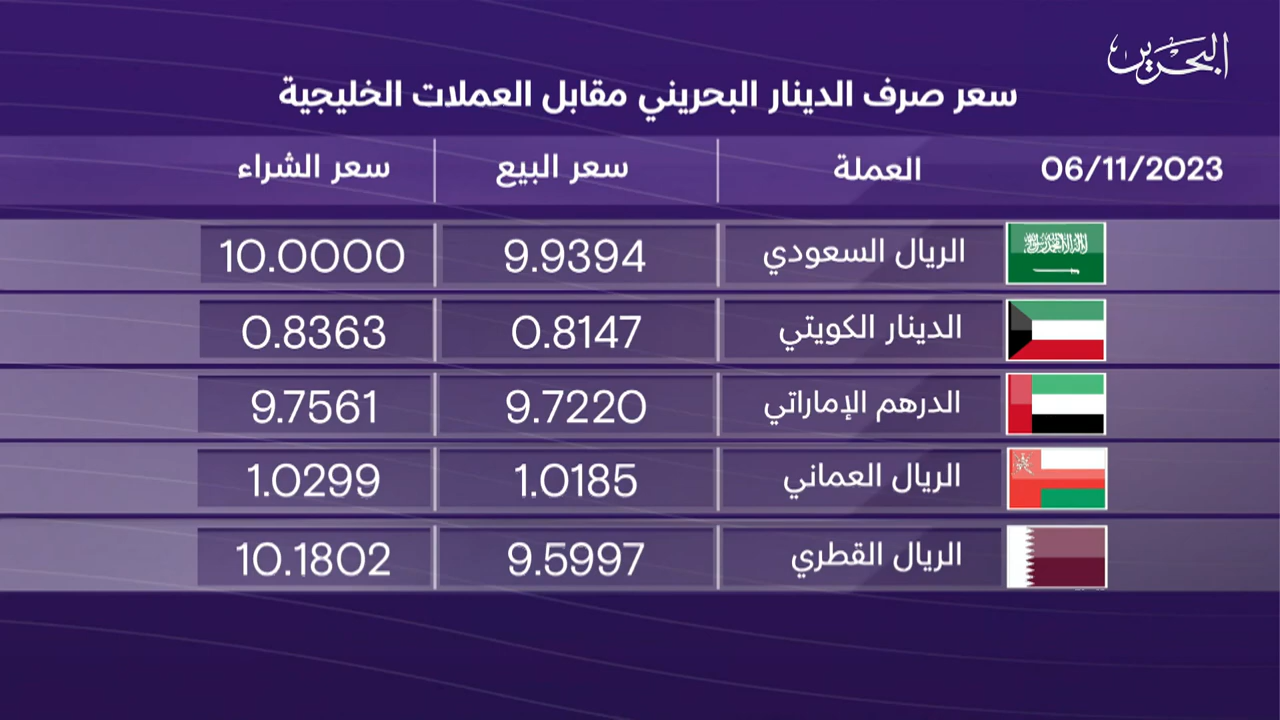 البحرين
سعر صرف الدينار البحريني مقابل العملات الخليجية
06/11/2023 العملة سعر البيع سعر الشراء
الريال السعودي 9.9394 10.0000
الدينار الكويتي 0.8147 0.8363
الدرهم الإماراتي 9.7220 9.7561
الريال العماني 1.0185 1.0299
الريال القطري 9.5997 10.1802